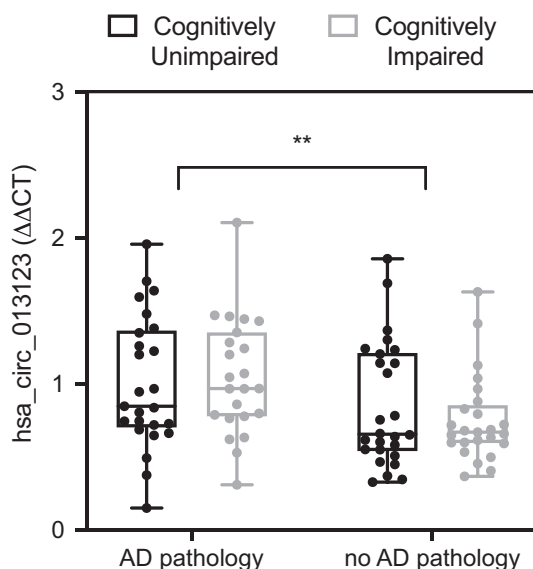 Cognitively
Unimpaired
Cognitively
Impaired
hsa_circ_013123 (ΔΔCT)
3
2
1
0
**
AD pathology
no AD pathology